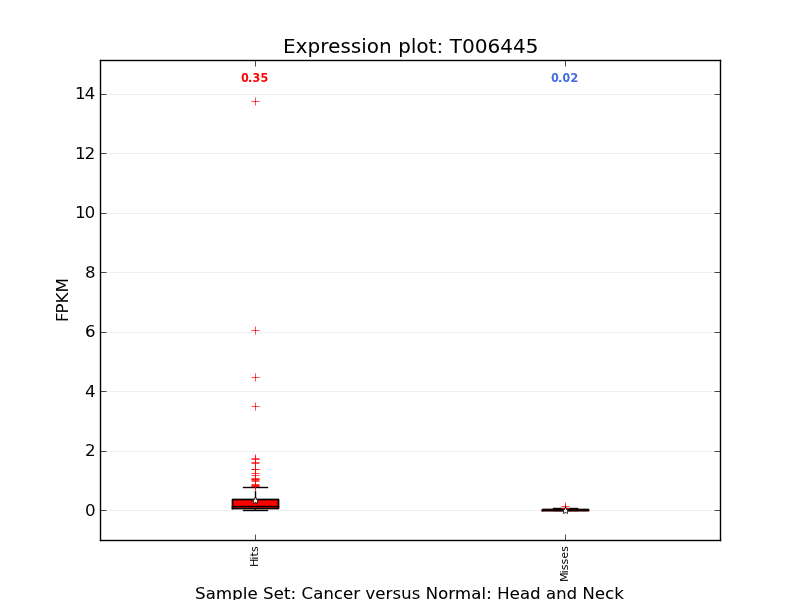 Expression plot: T006445
0.35
0.02
14
12
10
8
6
4
2
0
FPKM
Hits
Misses
Sample Set: Cancer versus Normal: Head and Neck